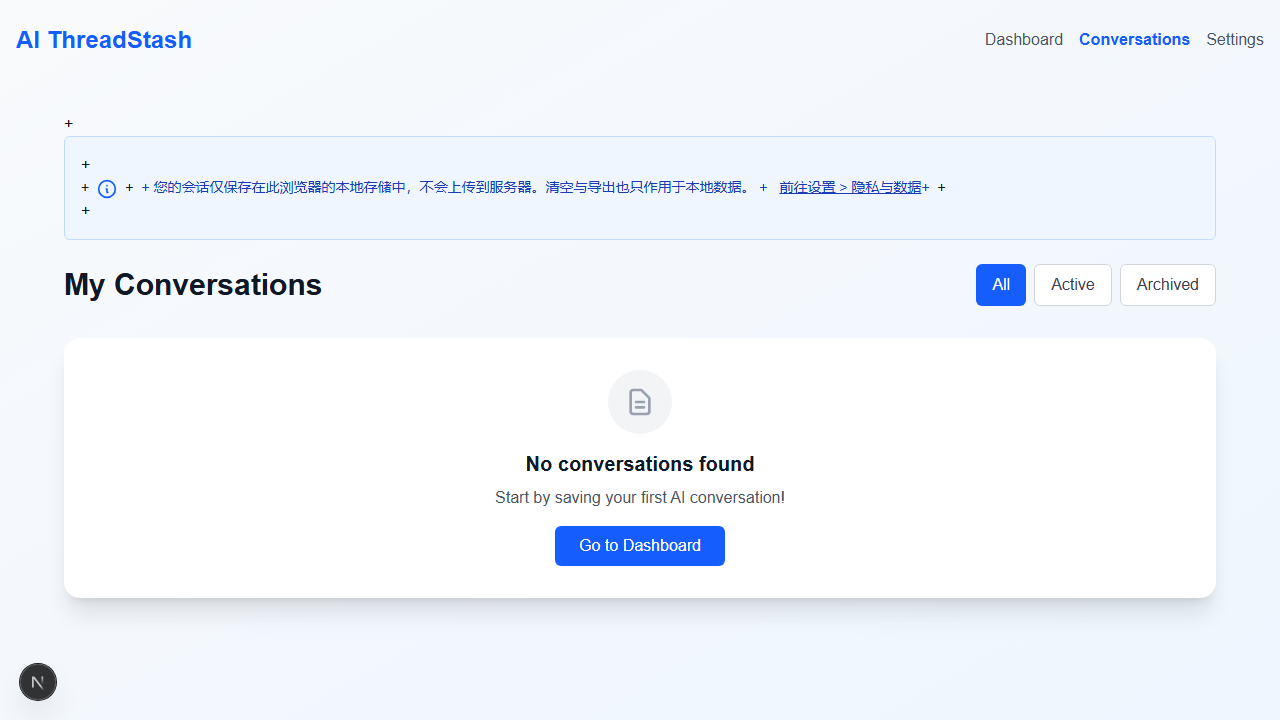 AI ThreadStash
Dashboard Conversations Settings
+
+
+ + + 您的会话仅保存在此浏览器的本地存储中，不会上传到服务器。清空与导出也只作用于本地数据。 + 前往设置 > 隐私与数据+ +
+
My Conversations
All Active Archived
No conversations found
Start by saving your first AI conversation!
Go to Dashboard
N